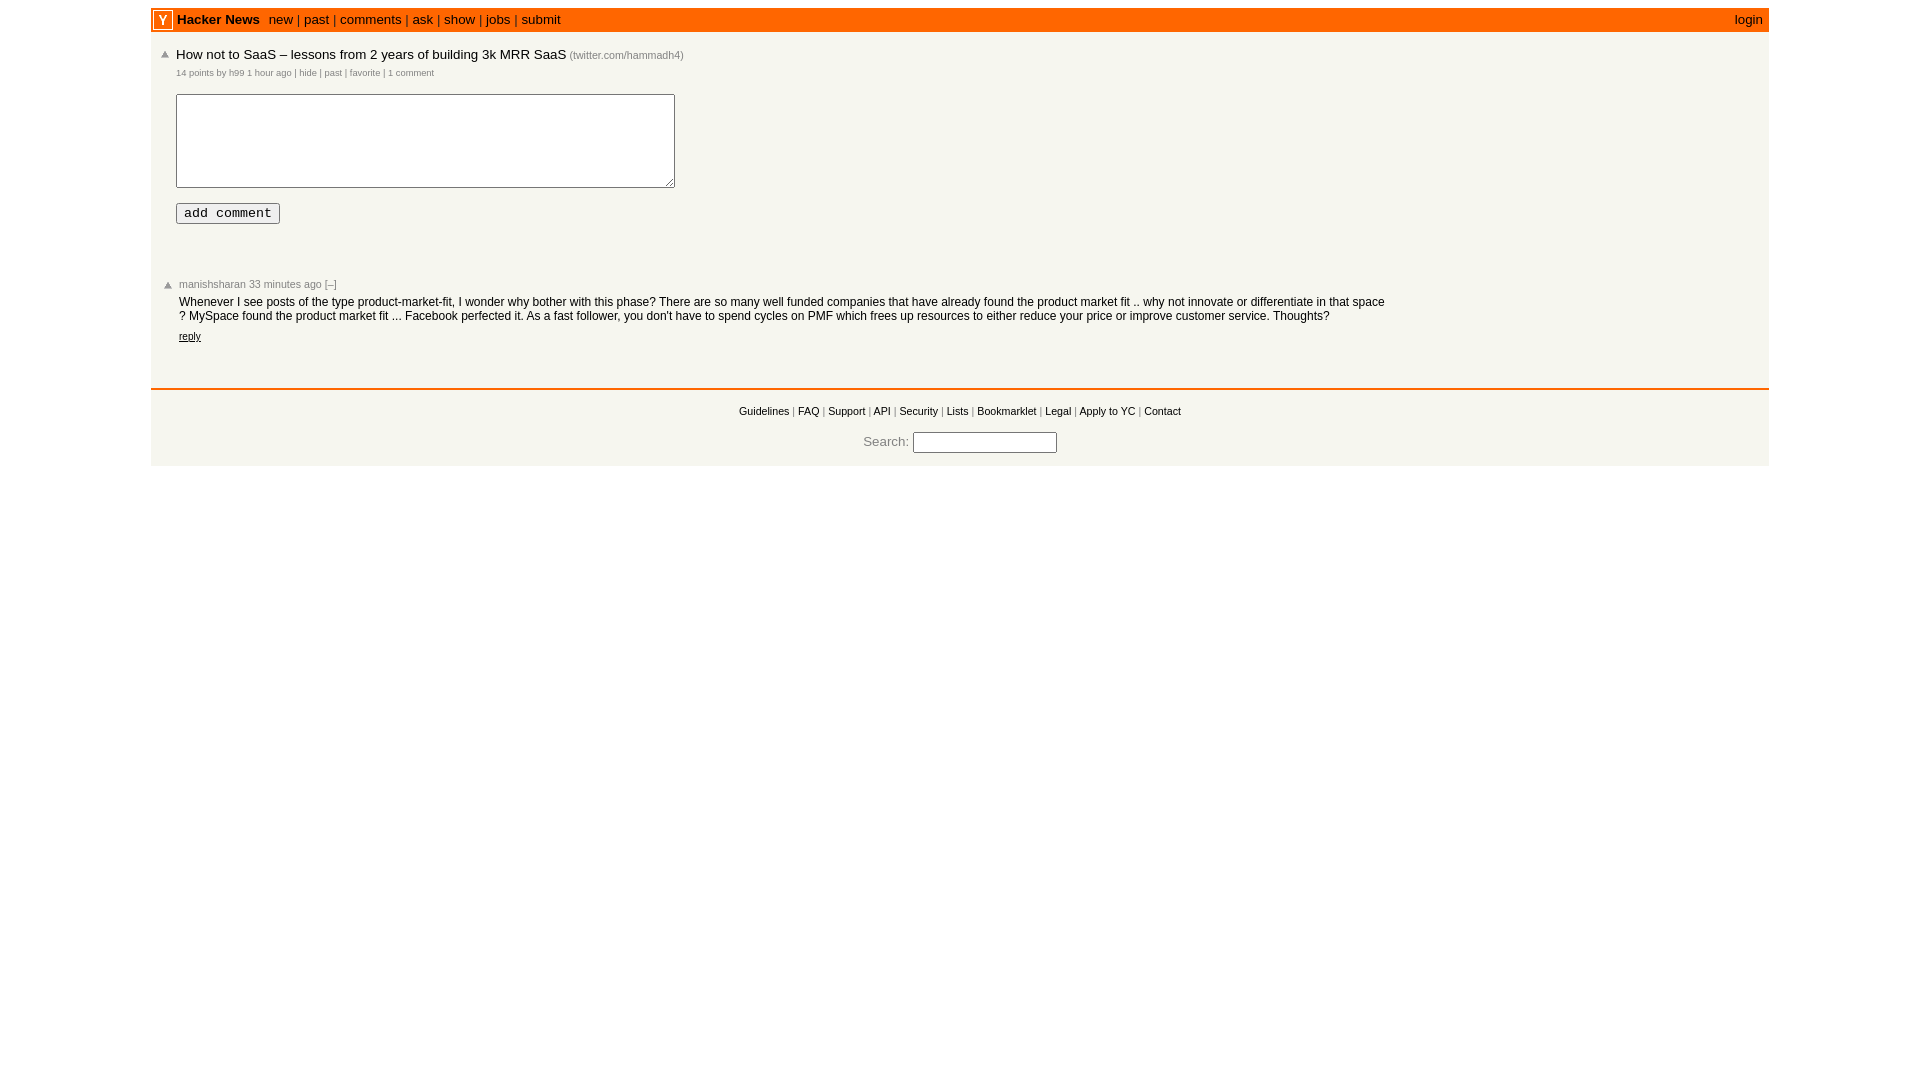 Y Hacker News new | past | comments | ask | show | jobs | submit login
How not to SaaS – lessons from 2 years of building 3k MRR SaaS (twitter.com/hammadh4)
14 points by h99 1 hour ago | hide | past | favorite | 1 comment
add comment
manishsharan 33 minutes ago [–]
Whenever I see posts of the type product-market-fit, I wonder why bother with this phase? There are so many well funded companies that have already found the product market fit .. why not innovate or differentiate in that space
? MySpace found the product market fit ... Facebook perfected it. As a fast follower, you don't have to spend cycles on PMF which frees up resources to either reduce your price or improve customer service. Thoughts?
reply
Guidelines | FAQ | Support | API | Security | Lists | Bookmarklet | Legal | Apply to YC | Contact
Search: